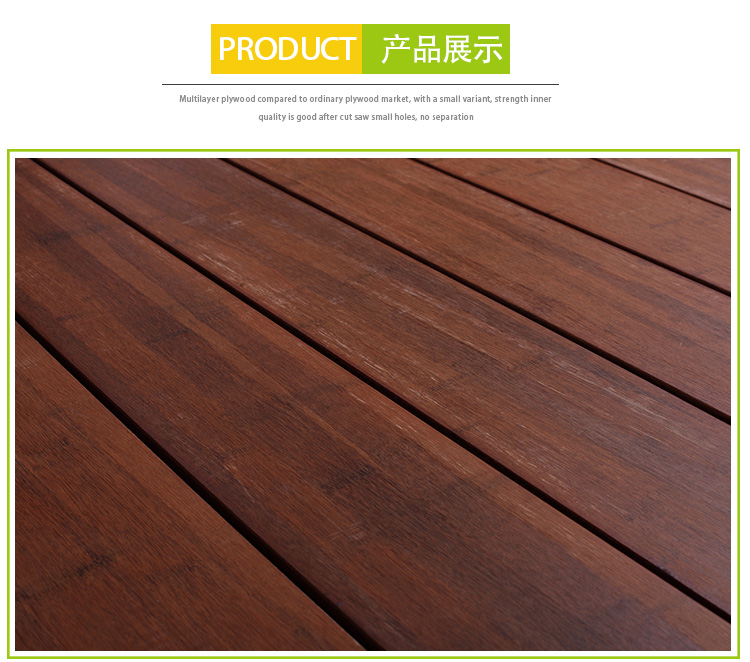 PRODUCT 产品展示
Multilayer plywood compared to ordinary plywood market, with a small variant, strength inner
quality is good after cut saw small holes, no separation